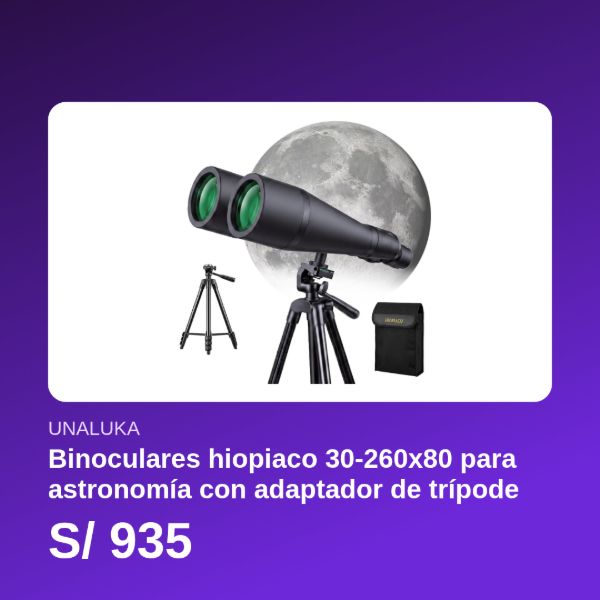 UNALUKA
Binoculares hiopiaco 30-260x80 para
astronomía con adaptador de trípode
S/ 935